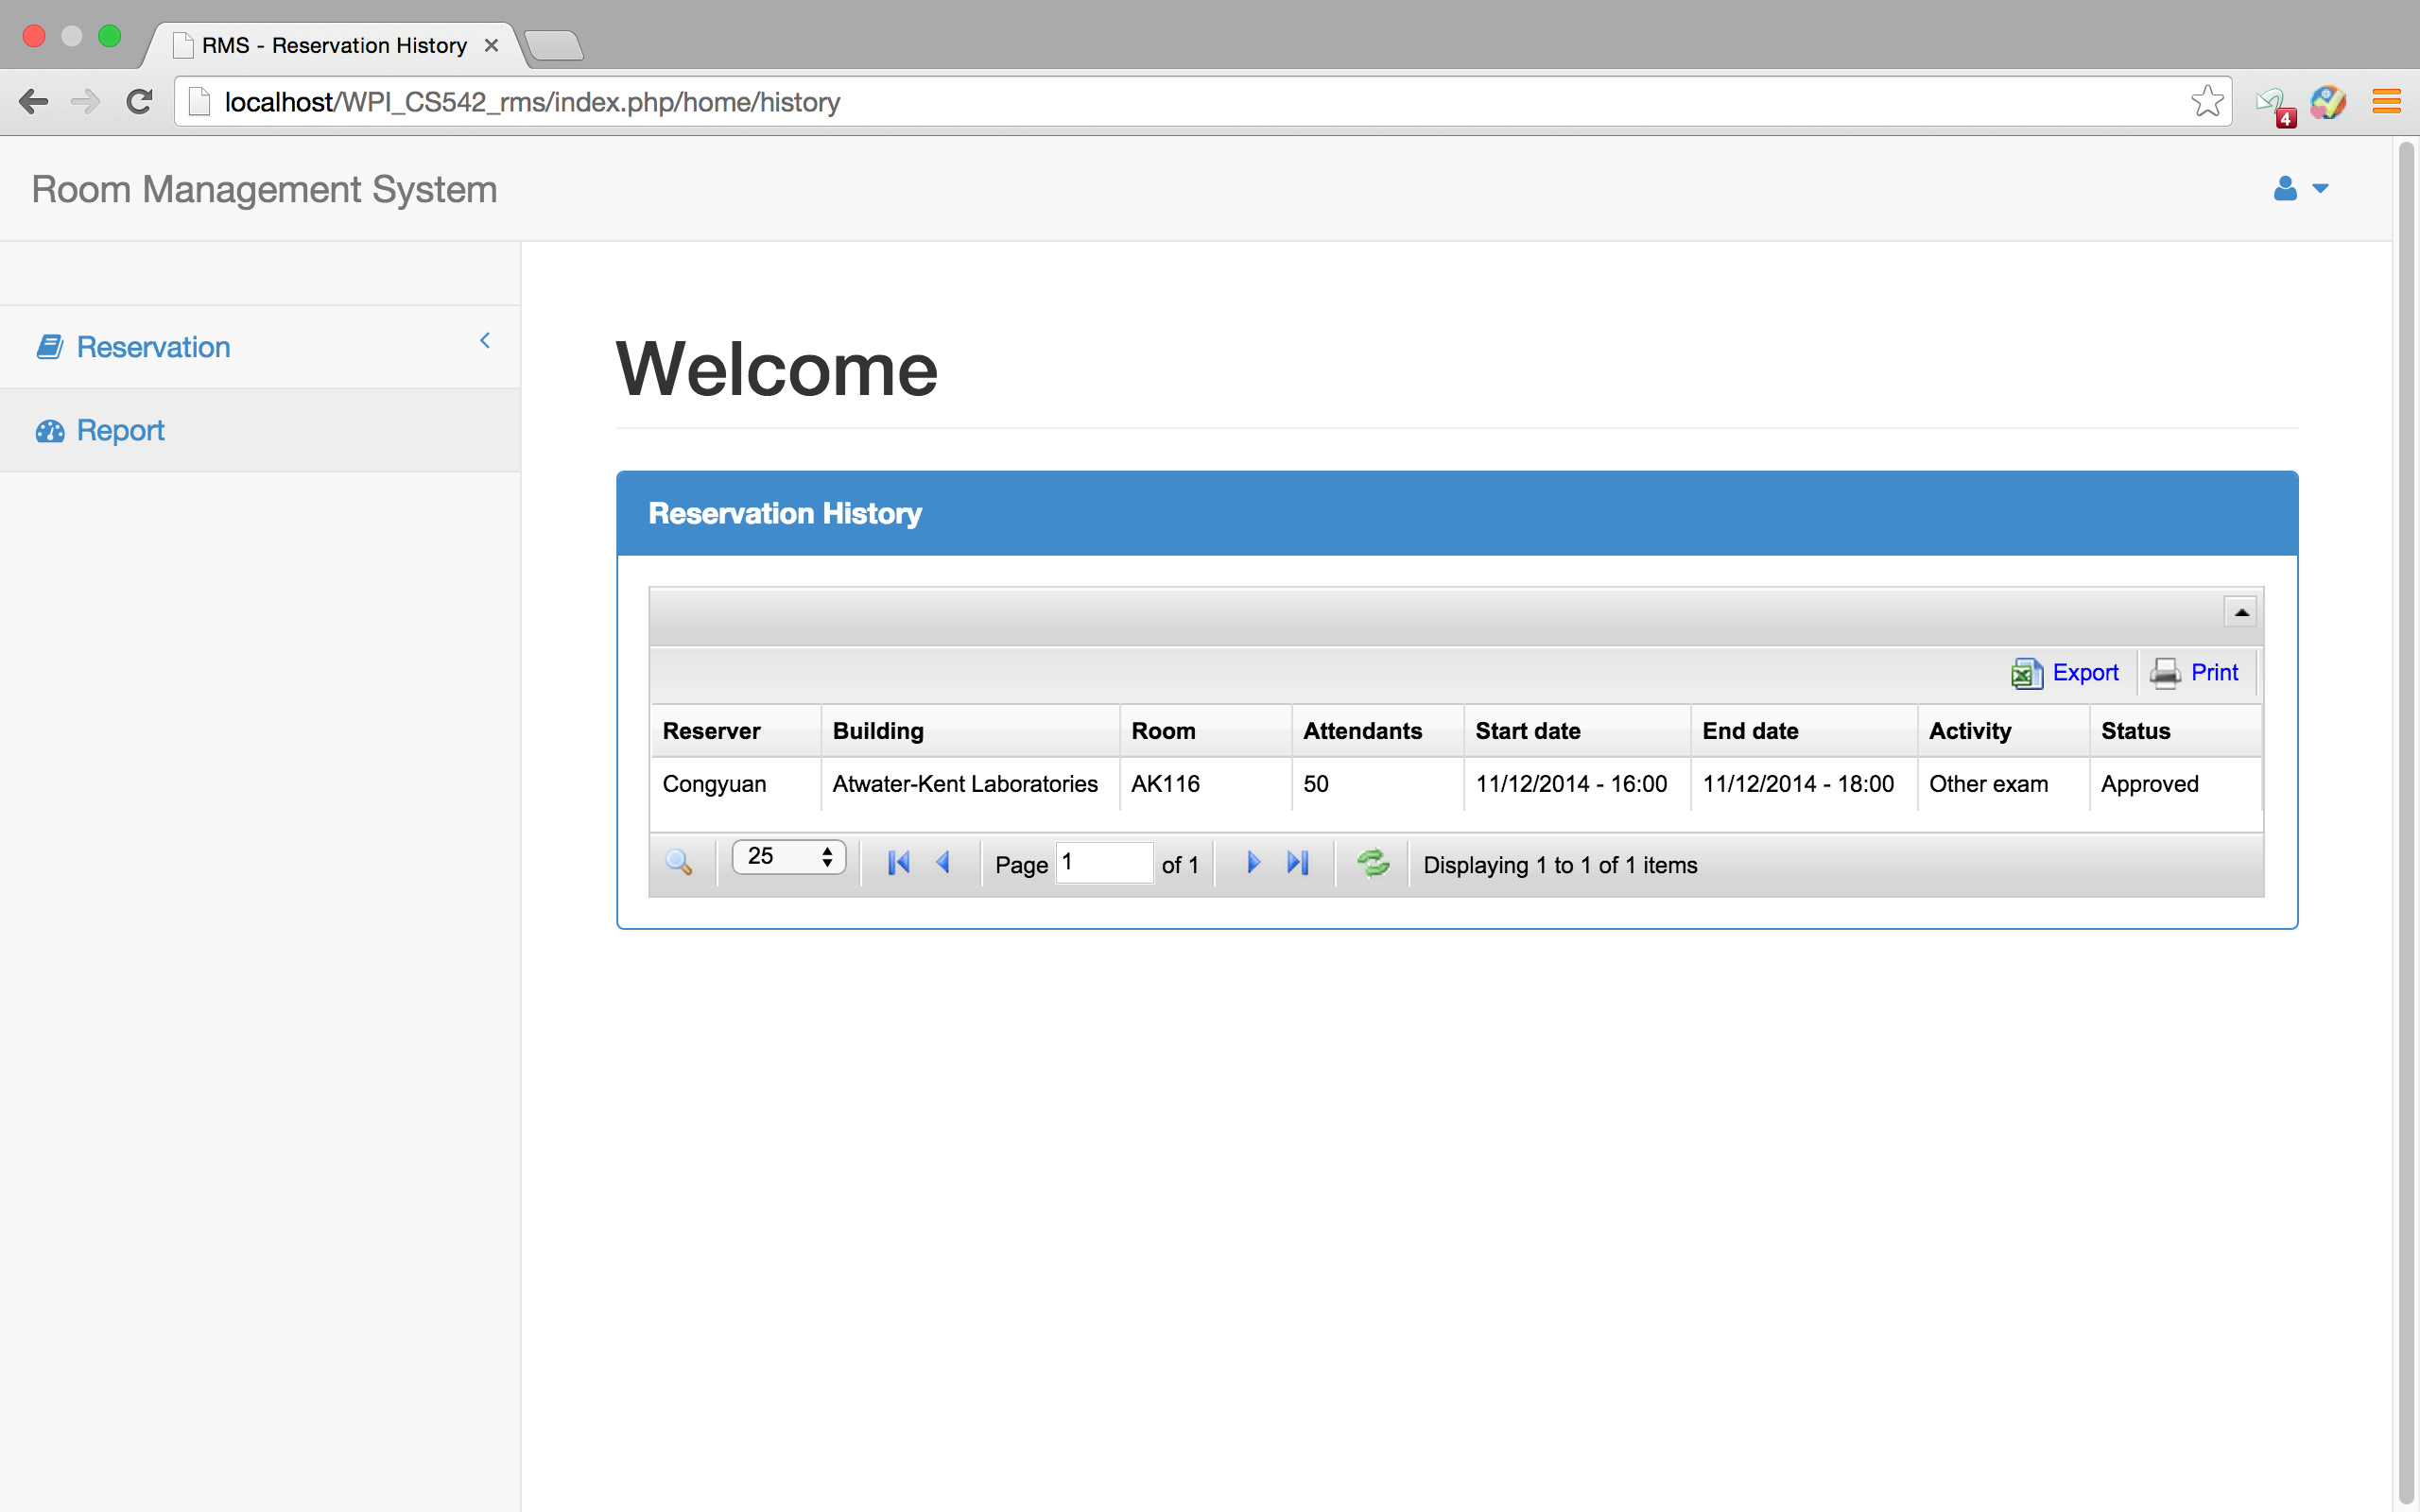 RMS - Reservation History
localhost/WPI_CS542_rms/index.php/home/history
4
Room Management System
Reservation
Report
Welcome
Reservation History
Export Print
Reserver Building Room Attendants Start date End date Activity Status
Congyuan Atwater-Kent Laboratories AK116 50 11/12/2014 - 16:00 11/12/2014 - 18:00 Other exam Approved
25 Page 1 of 1 Displaying 1 to 1 of 1 items